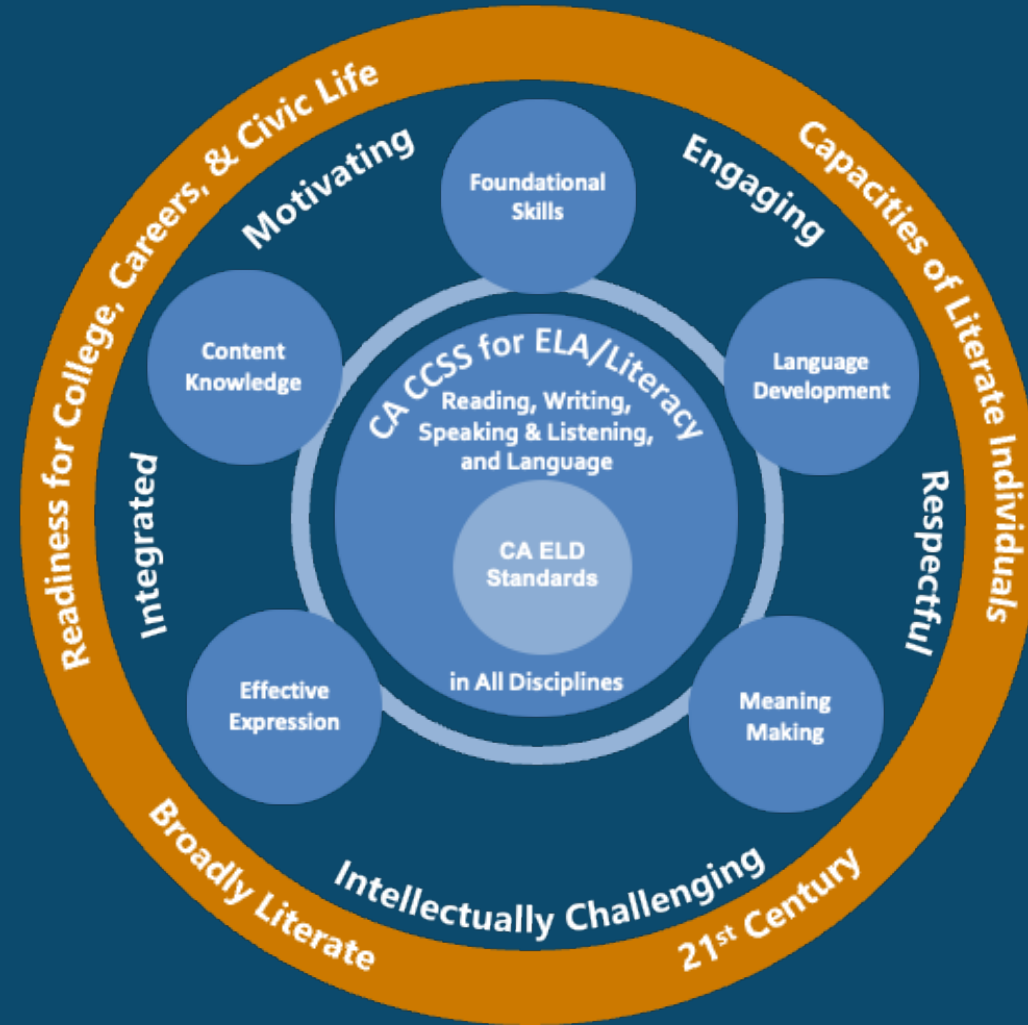 Readiness for College, Careers, & Civic Life
Capacities of Literate Individuals
Motivating
Engaging
Foundational
Skills
Content
Knowledge
Language
Development
CA CCSS for ELA/Literacy
Reading, Writing,
Speaking & Listening,
and Language
CA ELD
Standards
in All Disciplines
Integrated
Respectful
Effective
Expression
Meaning
Making
Intellectually Challenging
Broadly Literate
21st Century